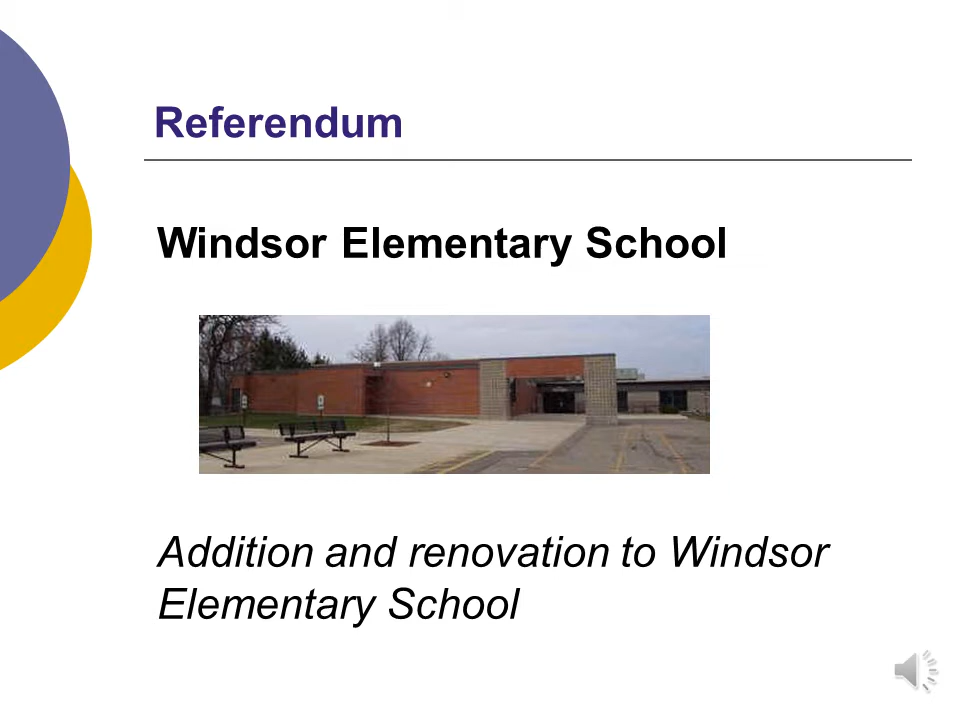 Referendum
Windsor Elementary School
Addition and renovation to Windsor
Elementary School